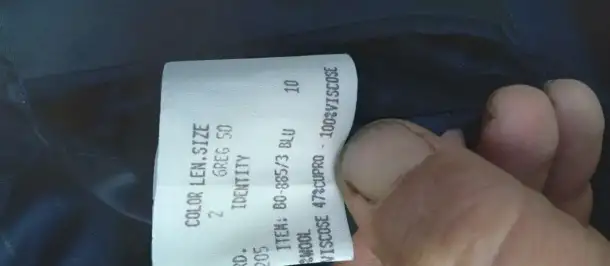 COLOR LEN.SIZE
2 GREG 50
IDENTITY
RD.
205
ITEM: BO-885/3 BLU 10
%WOOL
VISCOSE 47%CUPRO - 100%VISCOSE